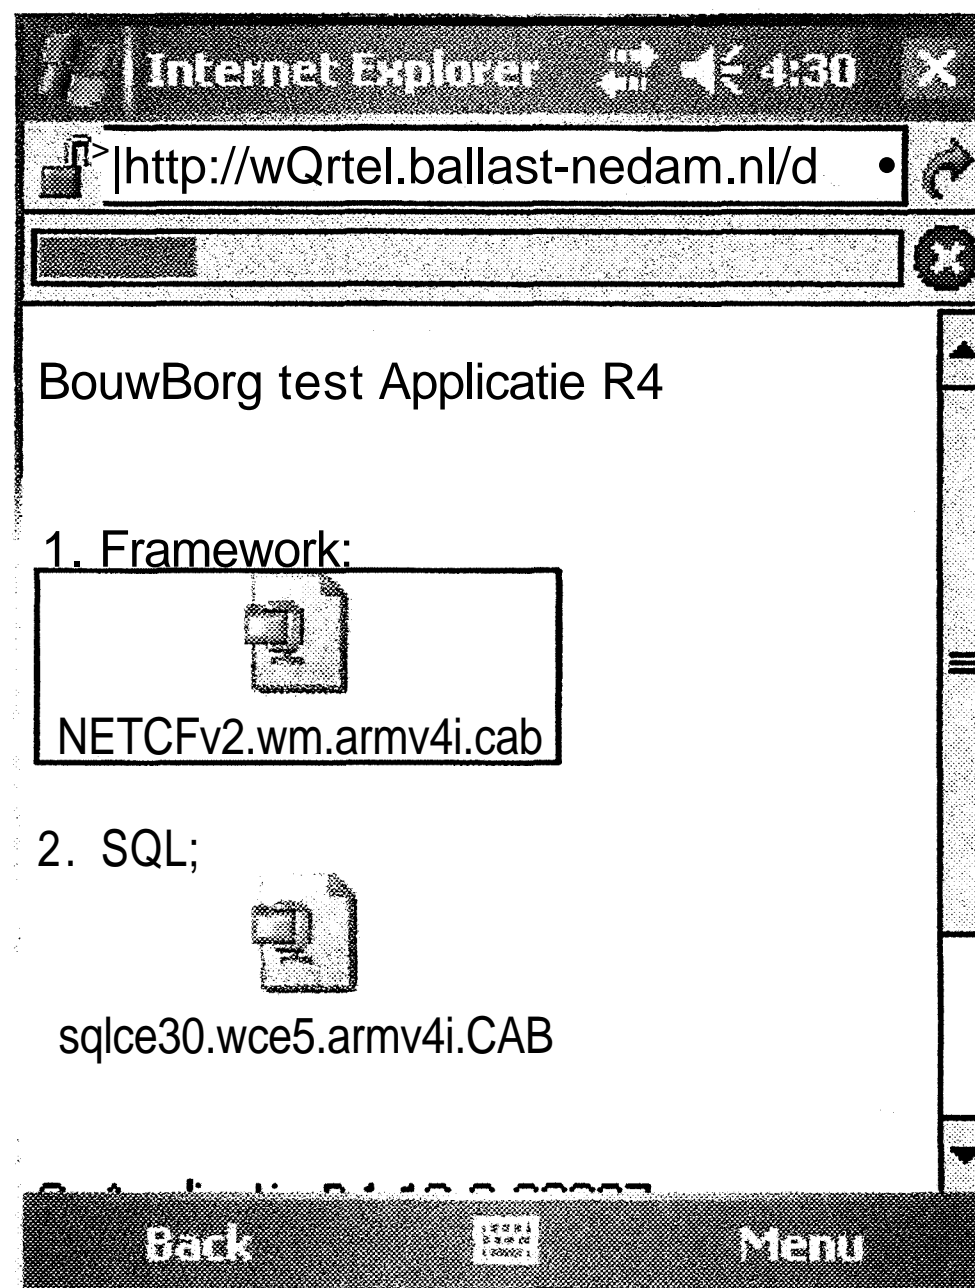 Internet Explorer 4:30
|http://wQrtel.ballast-nedam.nl/d
BouwBorg test Applicatie R4
1. Framework:
NETCFv2.wm.armv4i.cab
2. SQL;
sqlce30.wce5.armv4i.CAB
Back Menu